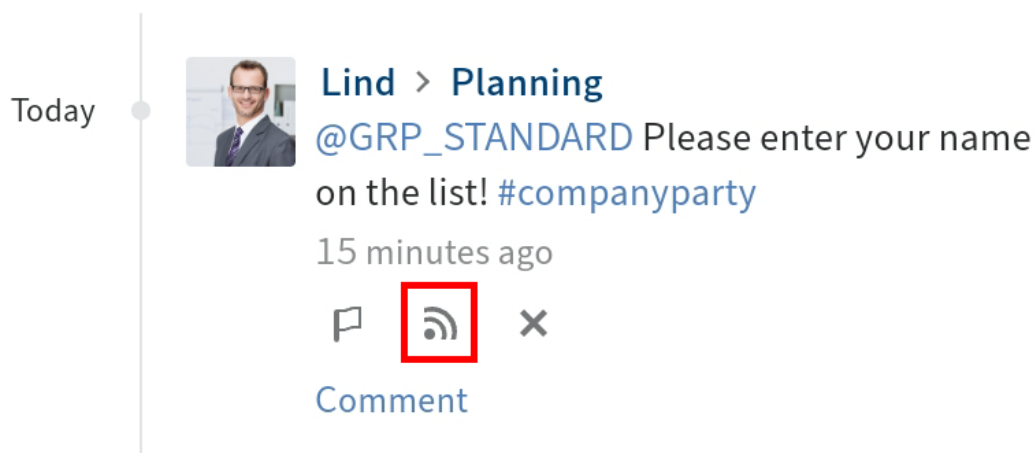 Lind > Planning
Today
@GRP_STANDARD Please enter your name
on the list! #companyparty
15 minutes ago
Comment